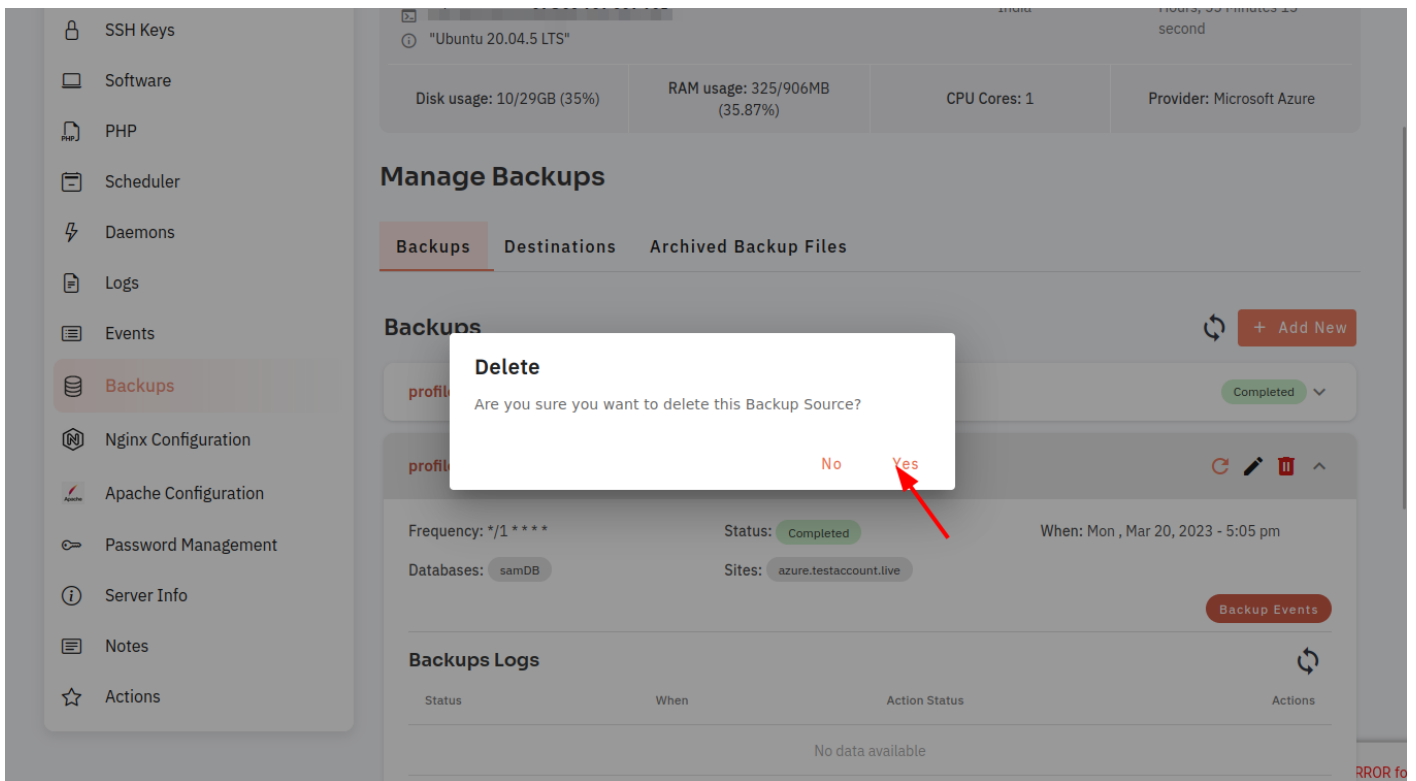 SSH Keys
Software
PHP
PHP
Scheduler
Daemons
Logs
Events
Backups
Nginx Configuration
Apache
Apache Configuration
Password Management
Server Info
Notes
Actions
"Ubuntu 20.04.5 LTS"
India
second
Disk usage: 10/29GB (35%)
RAM usage: 325/906MB
(35.87%)
CPU Cores: 1
Provider: Microsoft Azure
Manage Backups
Backups Destinations Archived Backup Files
Backups
+ Add New
Completed
Delete
Are you sure you want to delete this Backup Source?
No Yes
Frequency: */1 * * * *
Status: Completed
When: Mon , Mar 20, 2023 - 5:05 pm
Databases: samDB
Sites: azure.testaccount.live
Backup Events
Backups Logs
Status When Action Status Actions
No data available